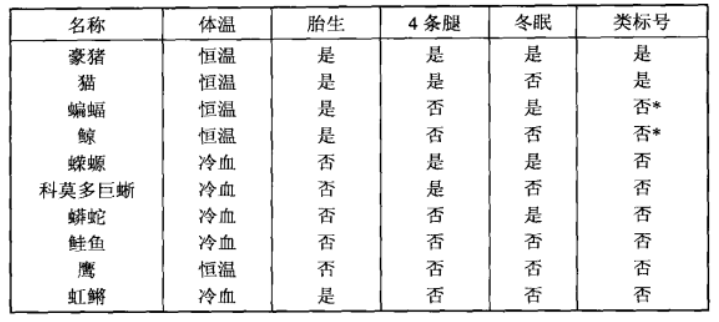 名称 体温 胎生 4条腿 冬眠 类标号
豪猪 恒温 是 是 是 是
猫 恒温 是 是 否 是
蝙蝠 恒温 是 否 是 否*
鲸 恒温 是 否 否 否*
蝾螈 冷血 否 是 是 否
科莫多巨蜥 冷血 否 是 否 否
蟒蛇 冷血 否 否 是 否
鲑鱼 冷血 否 否 否 否
鹰 恒温 否 否 否 否
虹鳉 冷血 是 否 否 否